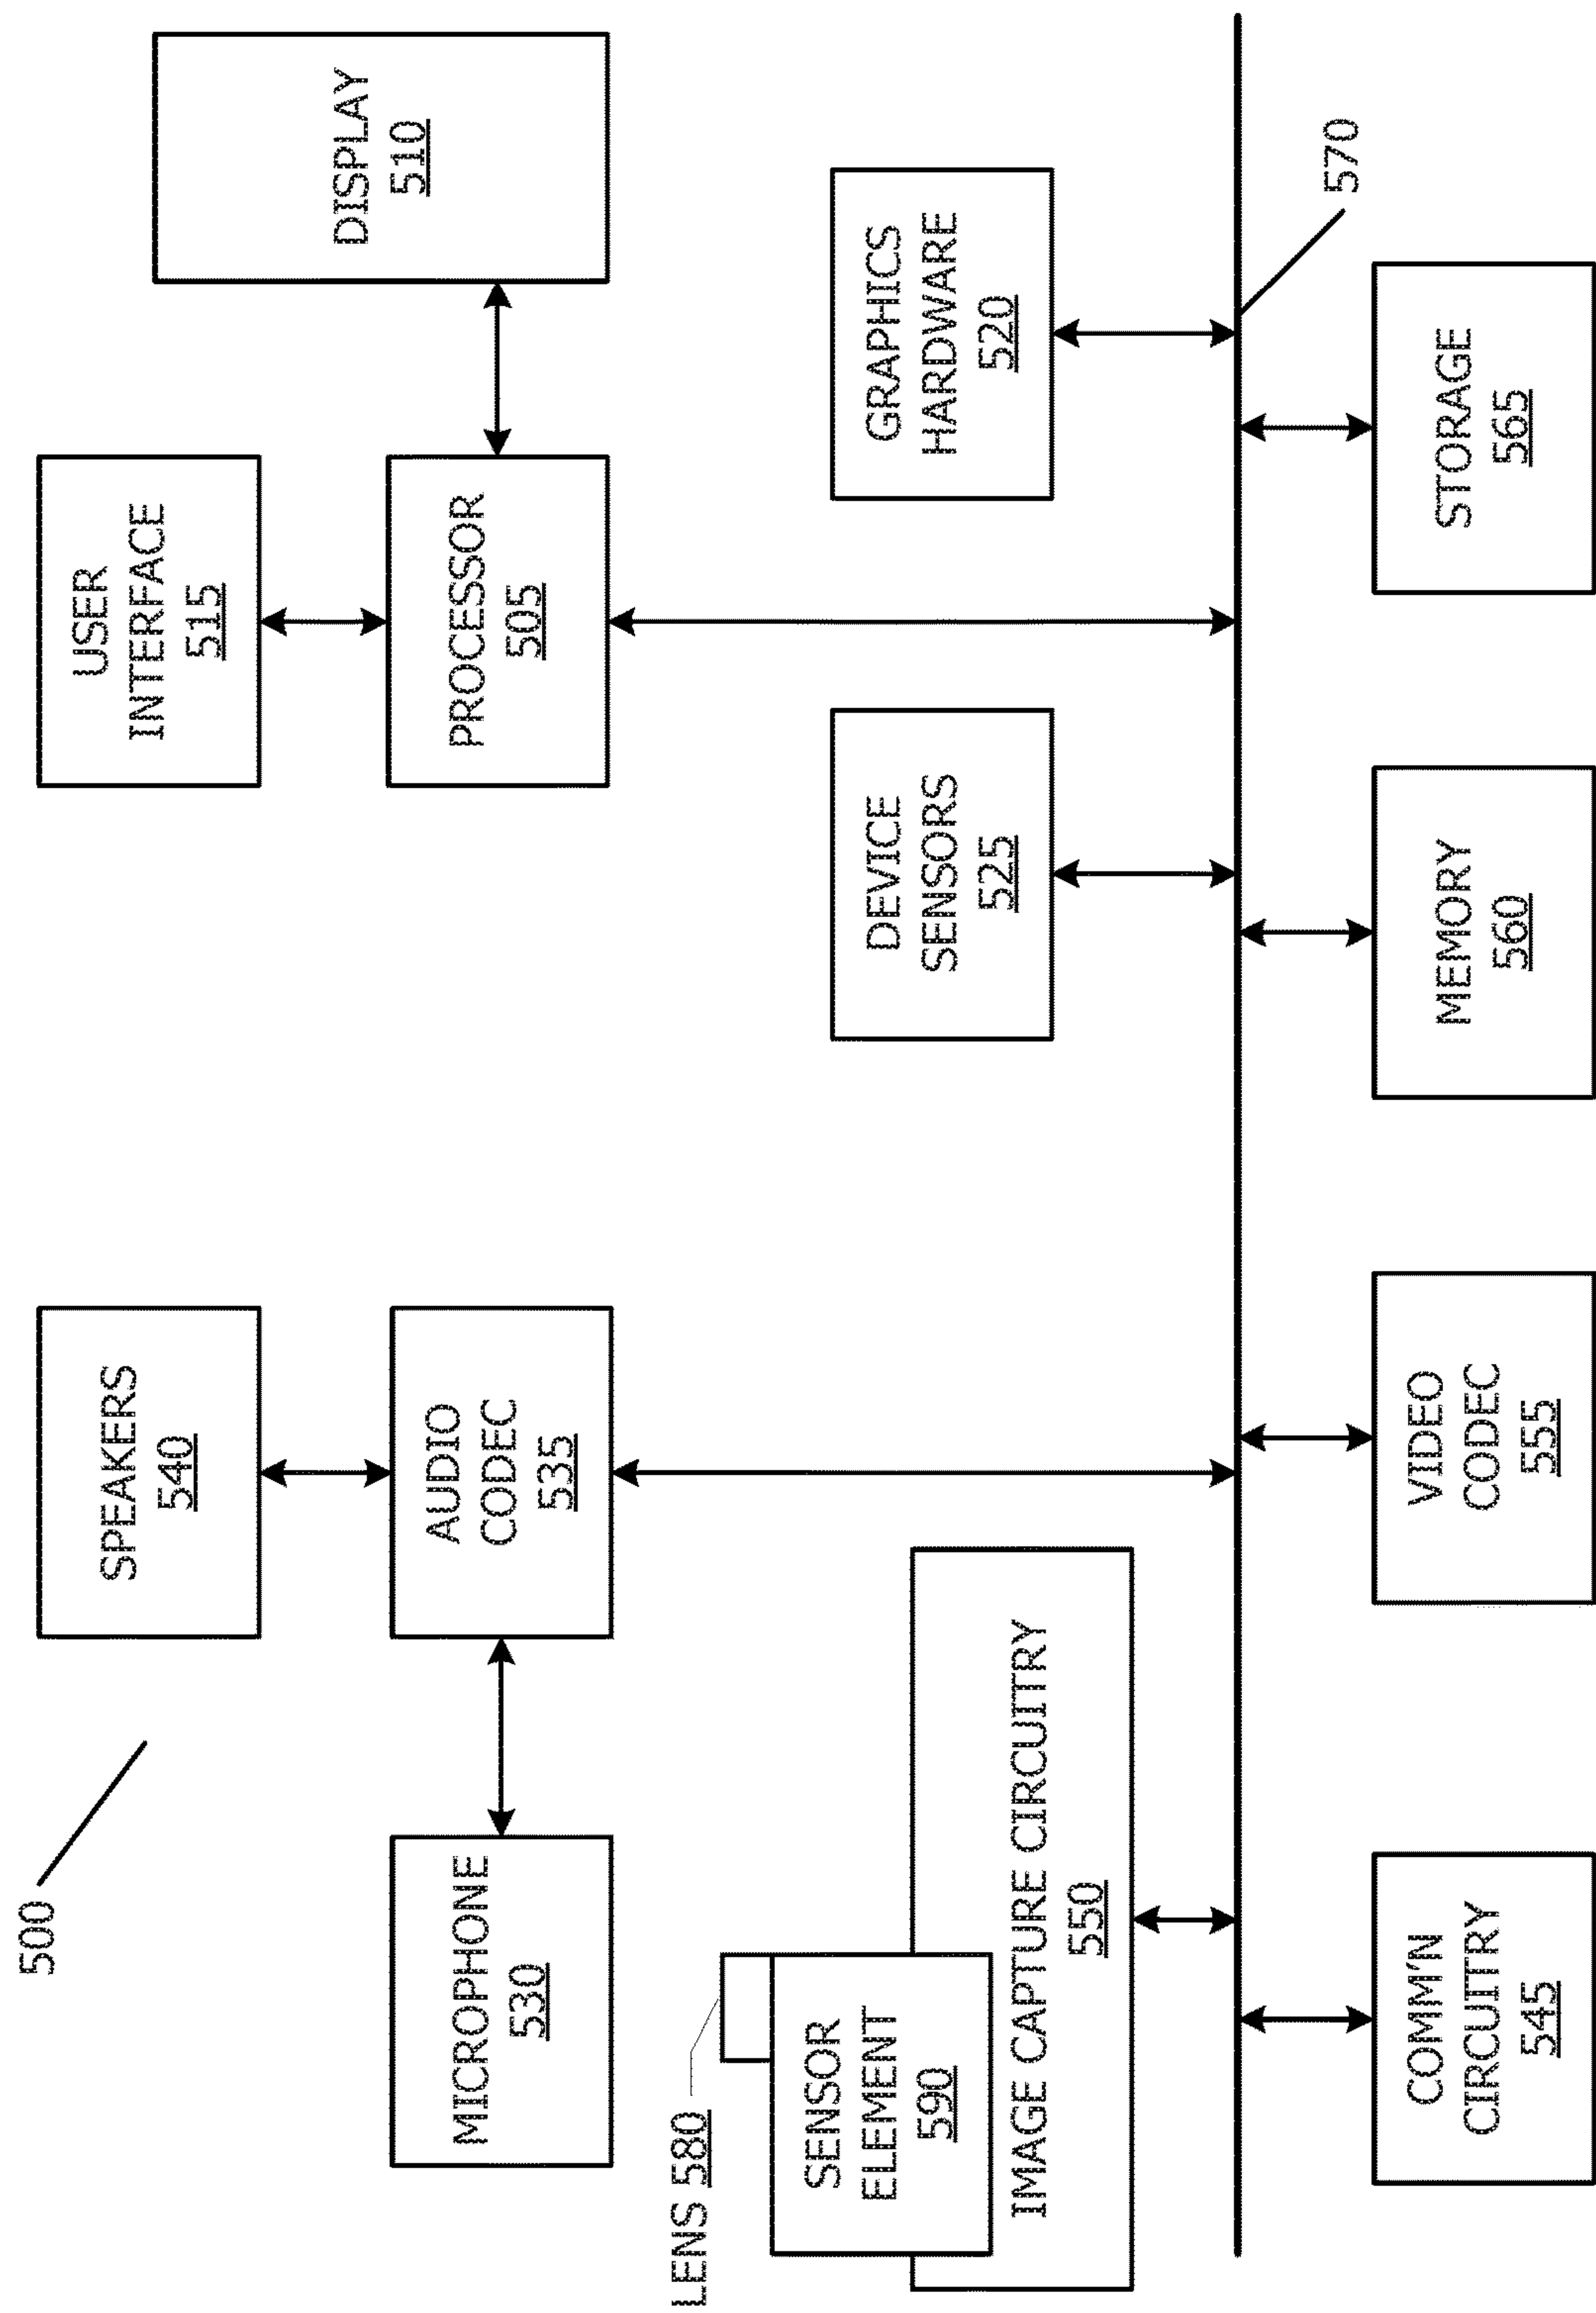 500
SPEAKERS
540
USER
INTERFACE
515
MICROPHONE
530
AUDIO
CODEC
535
PROCESSOR
505
DISPLAY
510
LENS 580
SENSOR
ELEMENT
590
IMAGE CAPTURE CIRCUITRY
550
DEVICE
SENSORS
525
GRAPHICS
HARDWARE
520
570
COMM'N
CIRCUITRY
545
VIDEO
CODEC
555
MEMORY
560
STORAGE
565